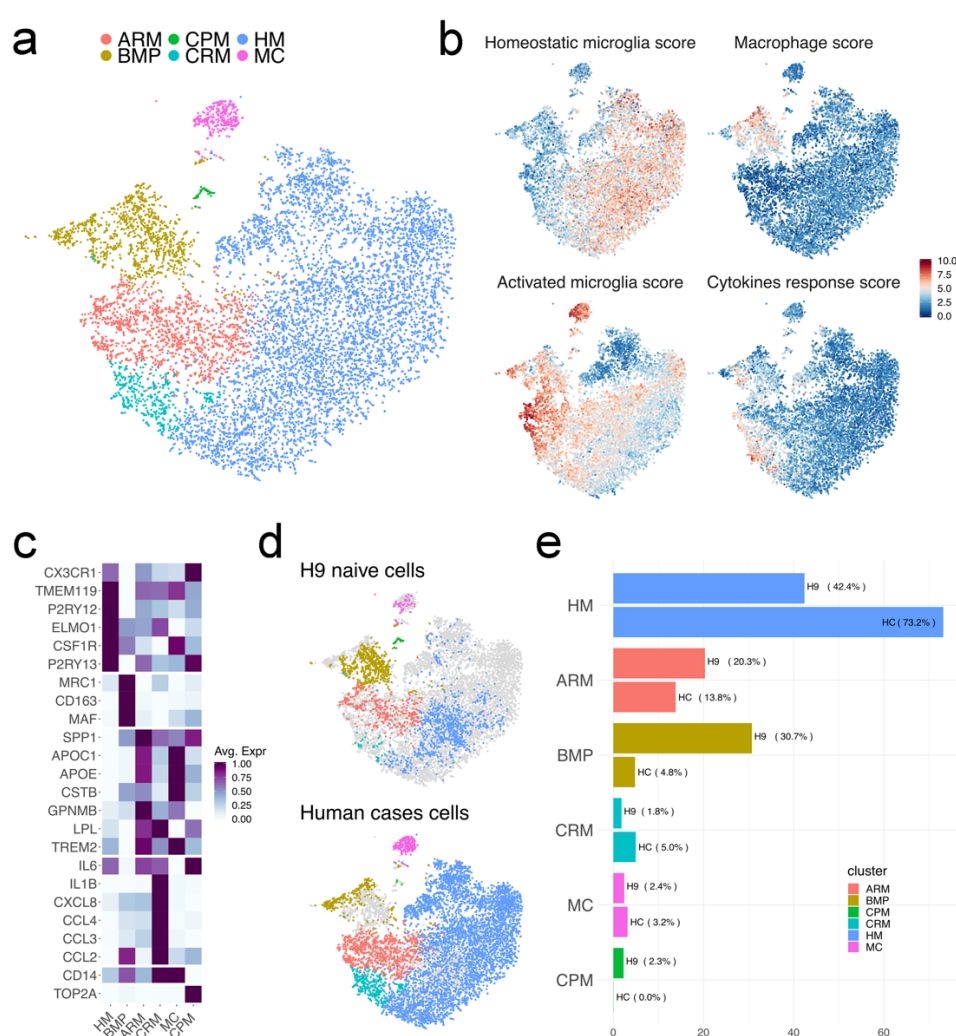 a
ARM CPM HM
BMP CRM MC
b
Homeostatic microglia score
Macrophage score
Activated microglia score
Cytokines response score
10.0
7.5
5.0
2.5
0.0
c
CX3CR1
TMEM119
P2RY12
ELMO1
CSF1R
P2RY13
MRC1
CD163
MAF
SPP1
APOC1
APOE
CSTB
GPNMB
LPL
TREM2
IL6
IL1B
CXCL8
CCL4
CCL3
CCL2
CD14
TOP2A
HM
BMP
ARM
CRM
MC
CPM
Avg. Expr
1.00
0.75
0.50
0.25
0.00
d
H9 naive cells
Human cases cells
e
HM
H9 ( 42.4% )
HC ( 73.2% )
ARM
H9 ( 20.3% )
HC ( 13.8% )
BMP
H9 ( 30.7% )
HC ( 4.8% )
CRM
H9 ( 1.8% )
HC ( 5.0% )
MC
H9 ( 2.4% )
HC ( 3.2% )
CPM
H9 ( 2.3% )
HC ( 0.0% )
cluster
ARM
BMP
CPM
CRM
HM
MC
0 20 40 60